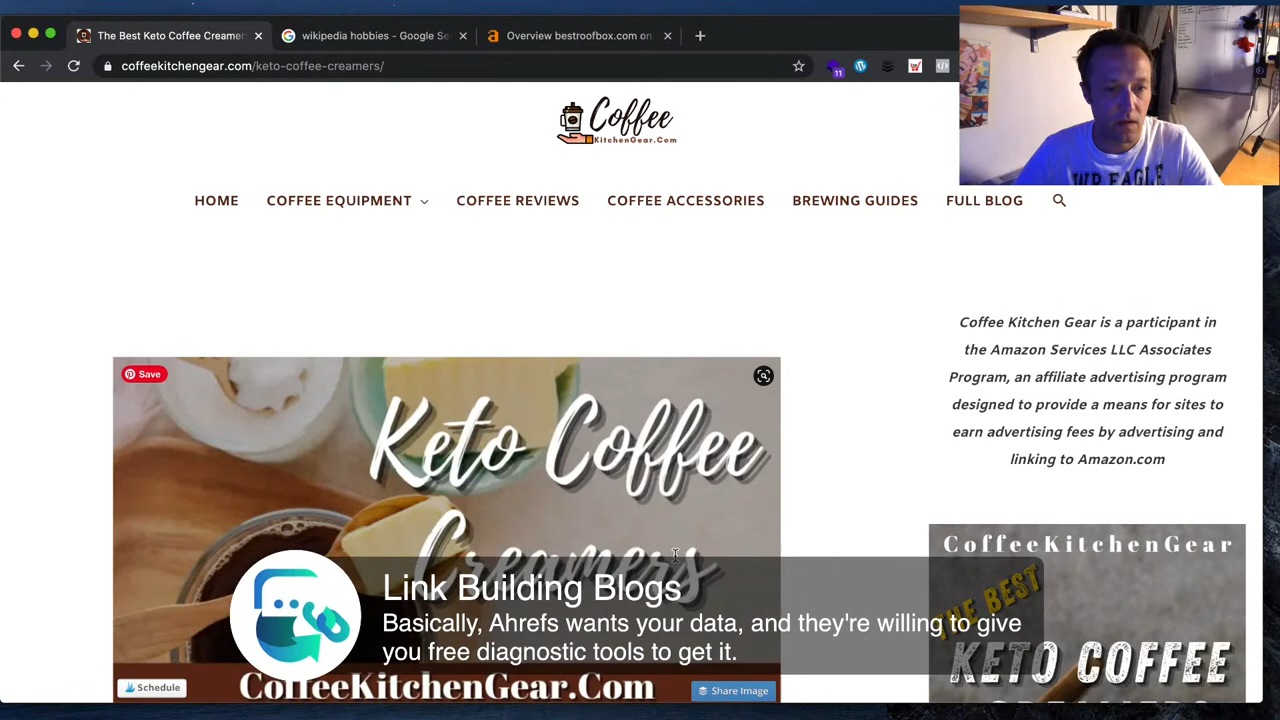 The Best Keto Coffee Creamer
wikipedia hobbies - Google Se
Overview bestroofbox.com on
coffeekitchengear.com/keto-coffee-creamers/
11
Coffee
KitchenGear.Com
HOME
COFFEE EQUIPMENT
COFFEE REVIEWS
COFFEE ACCESSORIES
BREWING GUIDES
FULL BLOG
WR EAGLE
Coffee Kitchen Gear is a participant in
the Amazon Services LLC Associates
Program, an affiliate advertising program
designed to provide a means for sites to
earn advertising fees by advertising and
linking to Amazon.com
Save
Keto Coffee
Creamers
CoffeeKitchenGear.Com
Schedule
Share Image
CoffeeKitchenGear
THE BEST
KETO COFFEE
CREAMERS
Link Building Blogs
Basically, Ahrefs wants your data, and they're willing to give
you free diagnostic tools to get it.